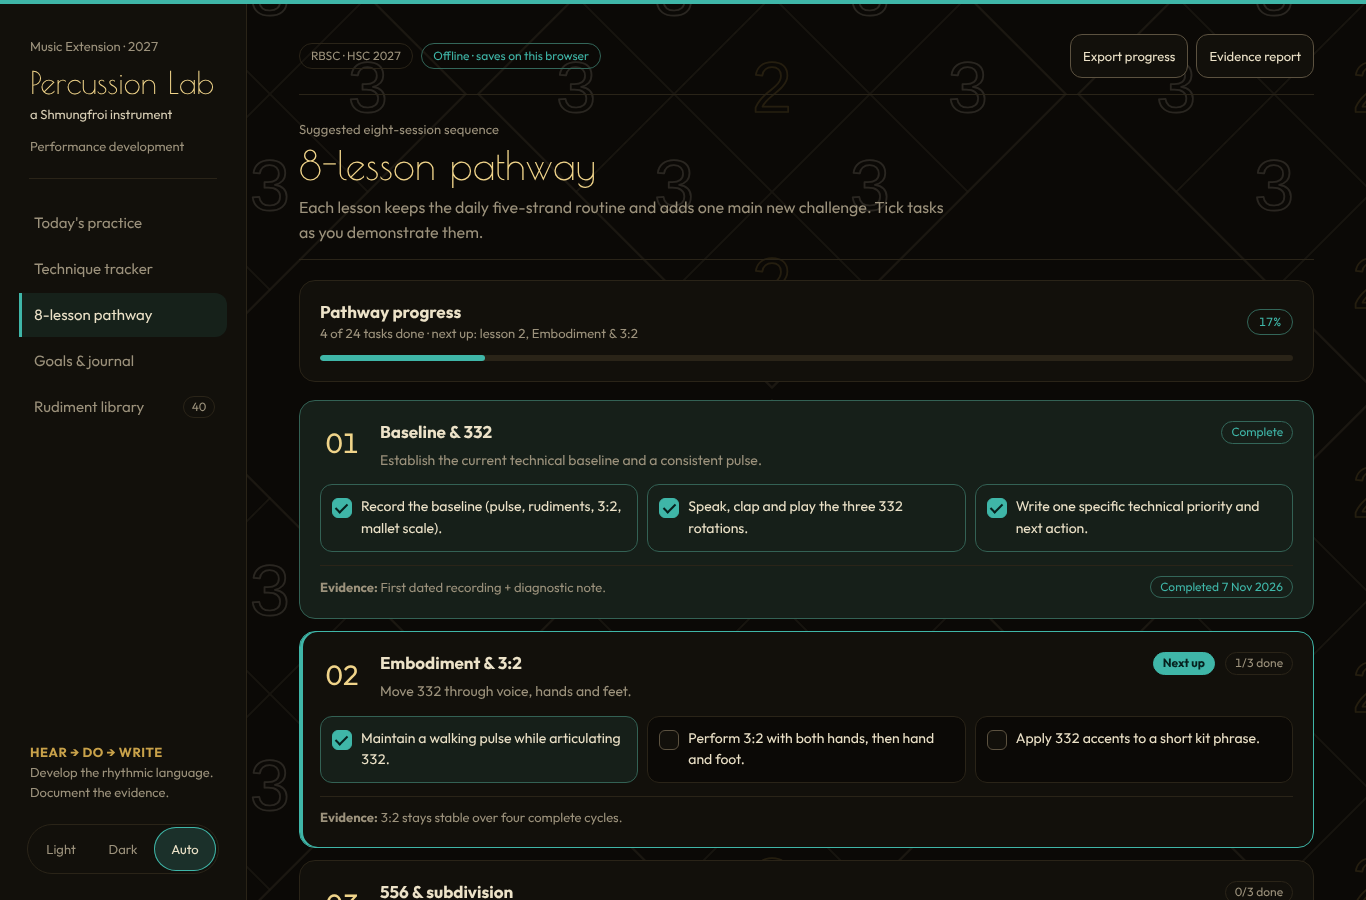 Music Extension · 2027
Percussion Lab
a Shmungfroi instrument
Performance development
Today's practice
Technique tracker
8-lesson pathway
Goals & journal
Rudiment library
40
HEAR → DO → WRITE
Develop the rhythmic language.
Document the evidence.
Light
Dark
Auto
RBSC · HSC 2027
Offline · saves on this browser
Export progress
Evidence report
Suggested eight-session sequence
8-lesson pathway
Each lesson keeps the daily five-strand routine and adds one main new challenge. Tick tasks
as you demonstrate them.
Pathway progress
4 of 24 tasks done · next up: lesson 2, Embodiment & 3:2
17%
01
Baseline & 332
Complete
Establish the current technical baseline and a consistent pulse.
Record the baseline (pulse, rudiments, 3:2,
mallet scale).
Speak, clap and play the three 332
rotations.
Write one specific technical priority and
next action.
Evidence: First dated recording + diagnostic note.
Completed 7 Nov 2026
02
Embodiment & 3:2
Next up
1/3 done
Move 332 through voice, hands and feet.
Maintain a walking pulse while articulating
332.
Perform 3:2 with both hands, then hand
and foot.
Apply 332 accents to a short kit phrase.
Evidence: 3:2 stays stable over four complete cycles.
03
556 & subdivision
0/3 done